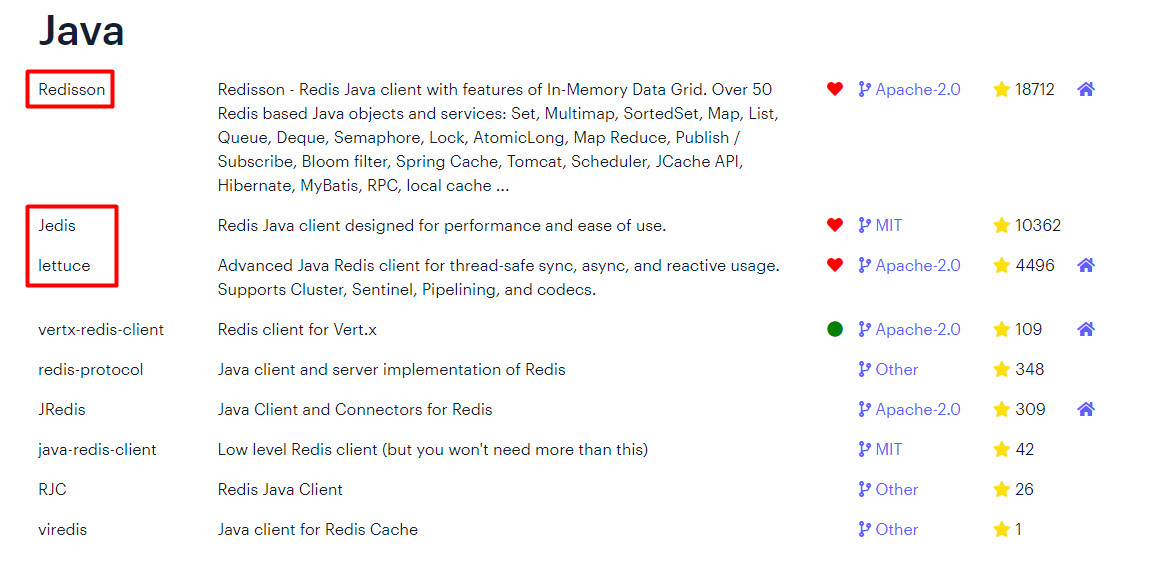 Java
Redisson Redisson - Redis Java client with features of In-Memory Data Grid. Over 50 Apache-2.0 18712
Redis based Java objects and services: Set, Multimap, SortedSet, Map, List,
Queue, Deque, Semaphore, Lock, AtomicLong, Map Reduce, Publish /
Subscribe, Bloom filter, Spring Cache, Tomcat, Scheduler, JCache API,
Hibernate, MyBatis, RPC, local cache ...
Jedis Redis Java client designed for performance and ease of use. MIT 10362
lettuce Advanced Java Redis client for thread-safe sync, async, and reactive usage. Apache-2.0 4496
Supports Cluster, Sentinel, Pipelining, and codecs.
vertx-redis-client Redis client for Vert.x Apache-2.0 109
redis-protocol Java client and server implementation of Redis Other 348
JRedis Java Client and Connectors for Redis Apache-2.0 309
java-redis-client Low level Redis client (but you won't need more than this) MIT 42
RJC Redis Java Client Other 26
viredis Java client for Redis Cache Other 1